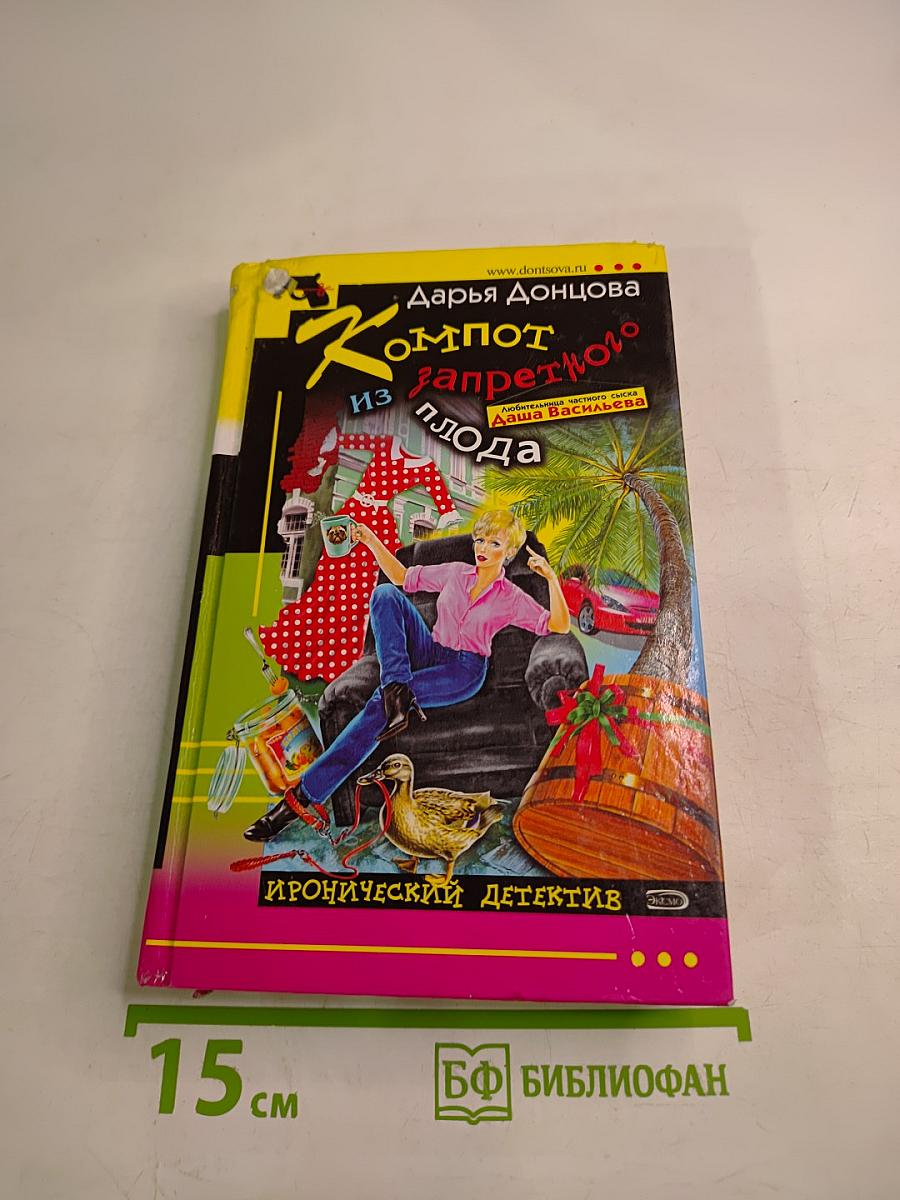 www.dontsova.ru
Дарья Донцова
Компот
из запретного
плода
Любительница частного сыска
Даша Васильева
ИРОНИЧЕСКИЙ ДЕТЕКТИВ
ЭКСМО
15 см
БФ БИБЛИОФАН